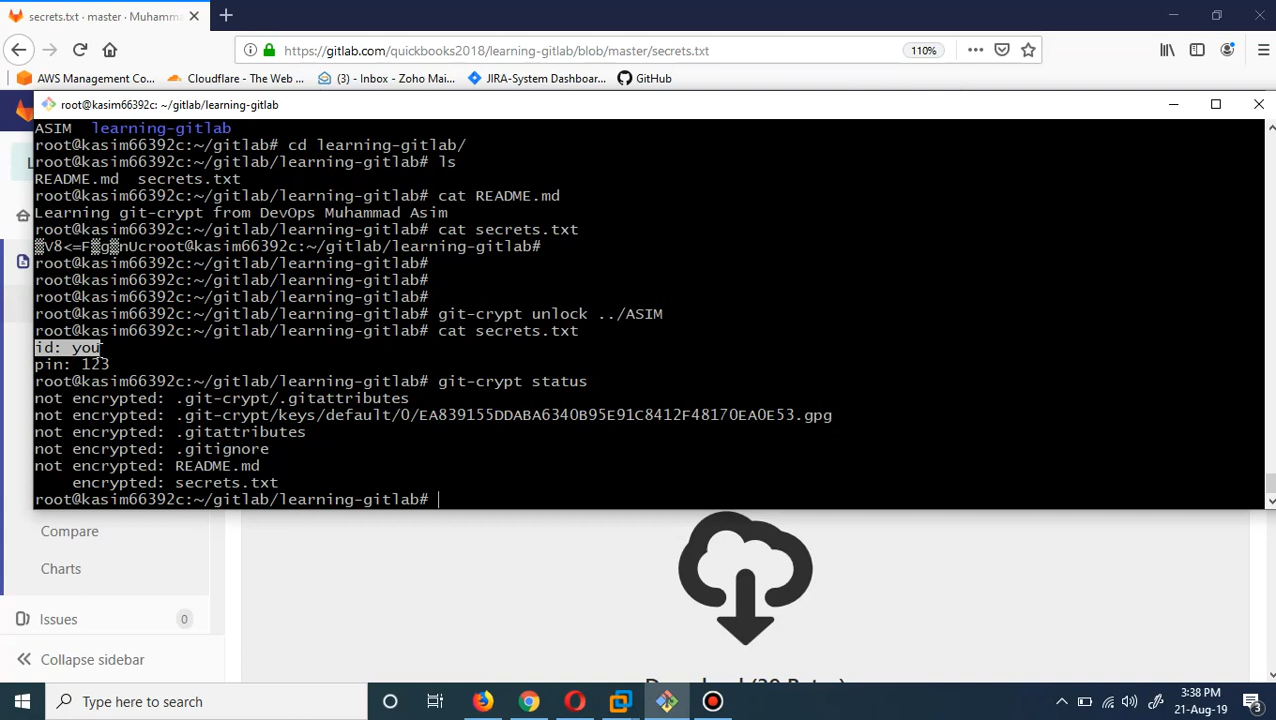 secrets.txt · master · Muhamm
https://gitlab.com/quickbooks2018/learning-gitlab/blob/master/secrets.txt
110%
AWS Management Co...
Cloudflare - The Web ...
(3) - Inbox - Zoho Mai...
JIRA-System Dashboar...
GitHub
root@kasim66392c: ~/gitlab/learning-gitlab
ASIM learning-gitlab
root@kasim66392c:~/gitlab# cd learning-gitlab/
root@kasim66392c:~/gitlab/learning-gitlab# ls
README.md secrets.txt
root@kasim66392c:~/gitlab/learning-gitlab# cat README.md
Learning git-crypt from DevOps Muhammad Asim
root@kasim66392c:~/gitlab/learning-gitlab# cat secrets.txt
▒V8<=F▒g▒nUcroot@kasim66392c:~/gitlab/learning-gitlab#
root@kasim66392c:~/gitlab/learning-gitlab#
root@kasim66392c:~/gitlab/learning-gitlab#
root@kasim66392c:~/gitlab/learning-gitlab#
root@kasim66392c:~/gitlab/learning-gitlab# git-crypt unlock ../ASIM
root@kasim66392c:~/gitlab/learning-gitlab# cat secrets.txt
id: you
pin: 123
root@kasim66392c:~/gitlab/learning-gitlab# git-crypt status
not encrypted: .git-crypt/.gitattributes
not encrypted: .git-crypt/keys/default/0/EA839155DDABA6340B95E91C8412F48170EA0E53.gpg
not encrypted: .gitattributes
not encrypted: .gitignore
not encrypted: README.md
encrypted: secrets.txt
root@kasim66392c:~/gitlab/learning-gitlab#
Compare
Charts
Issues
0
Collapse sidebar
Type here to search
3:38 PM
21-Aug-19
3